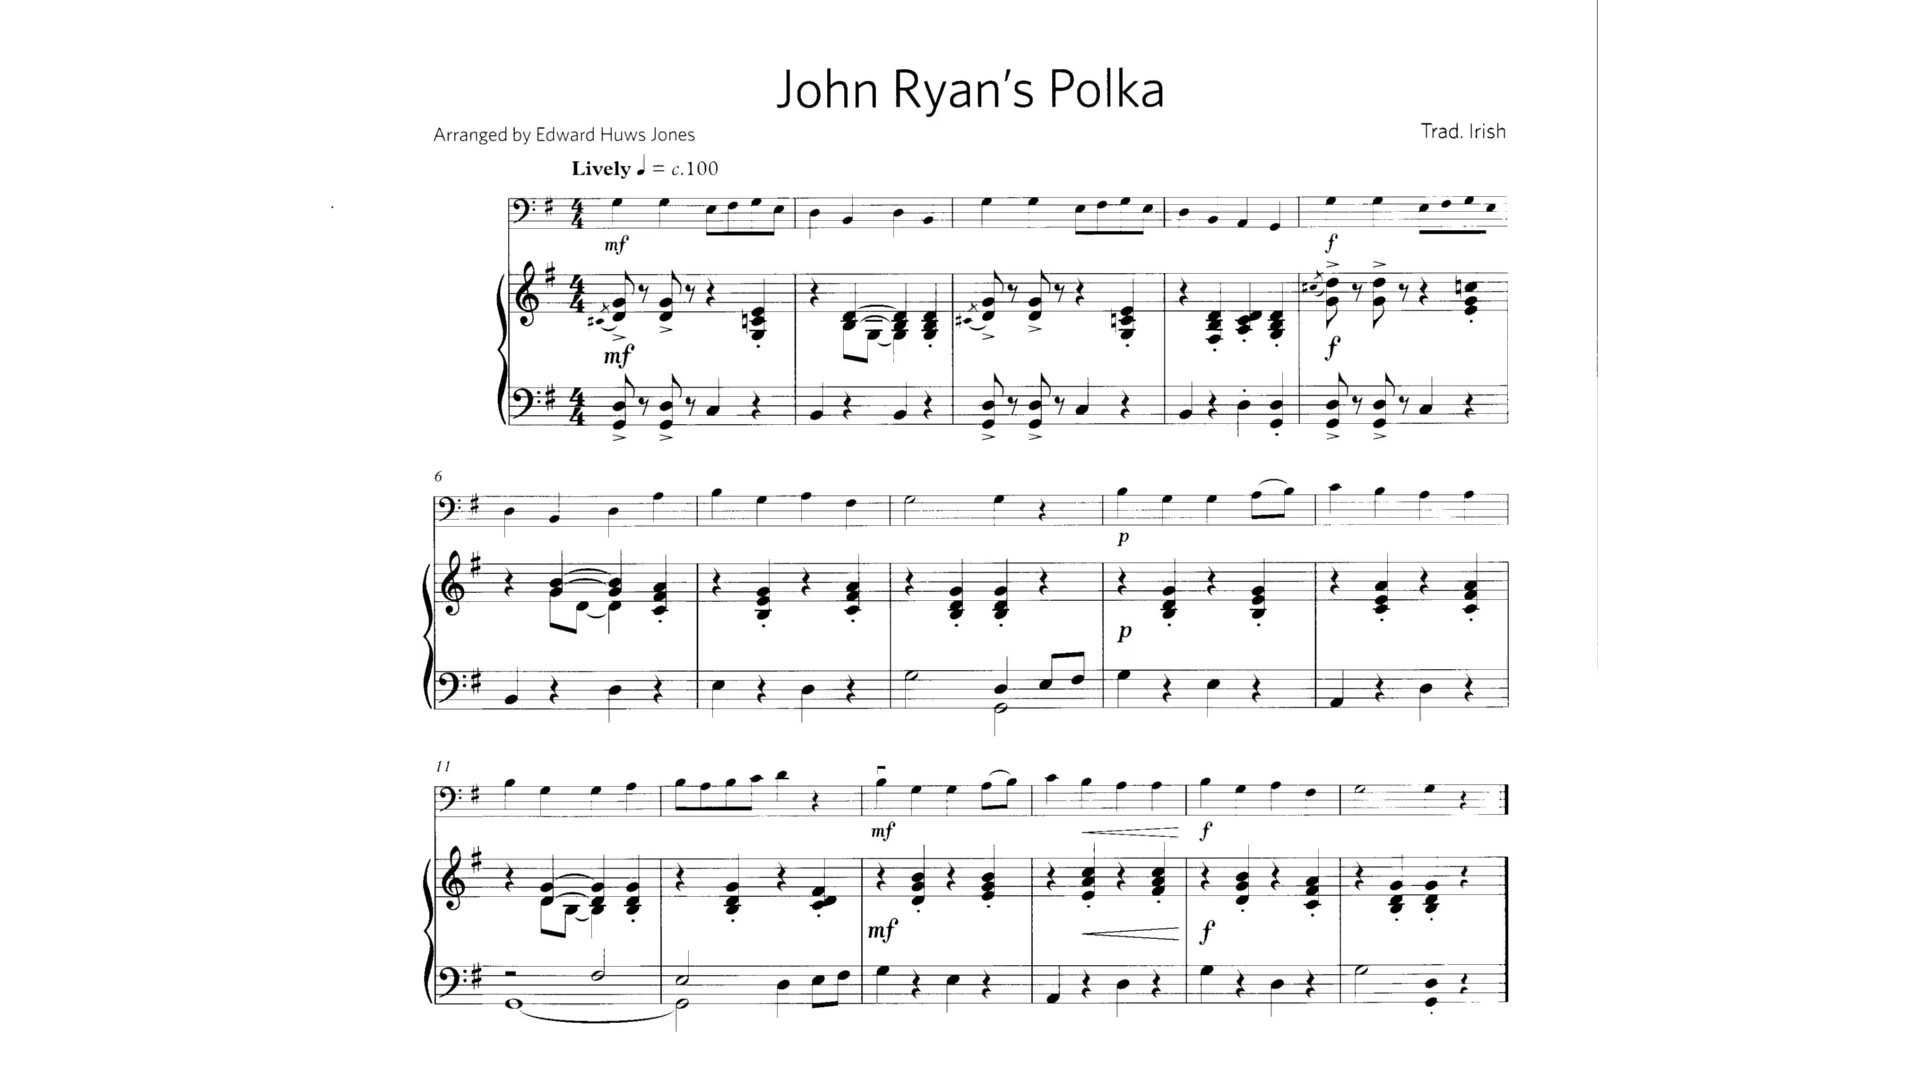 John Ryan's Polka
Arranged by Edward Huws Jones
Trad. Irish
Lively ♩ = c.100
mf
f
mf
f
6
p
p
11
mf
f
mf
f